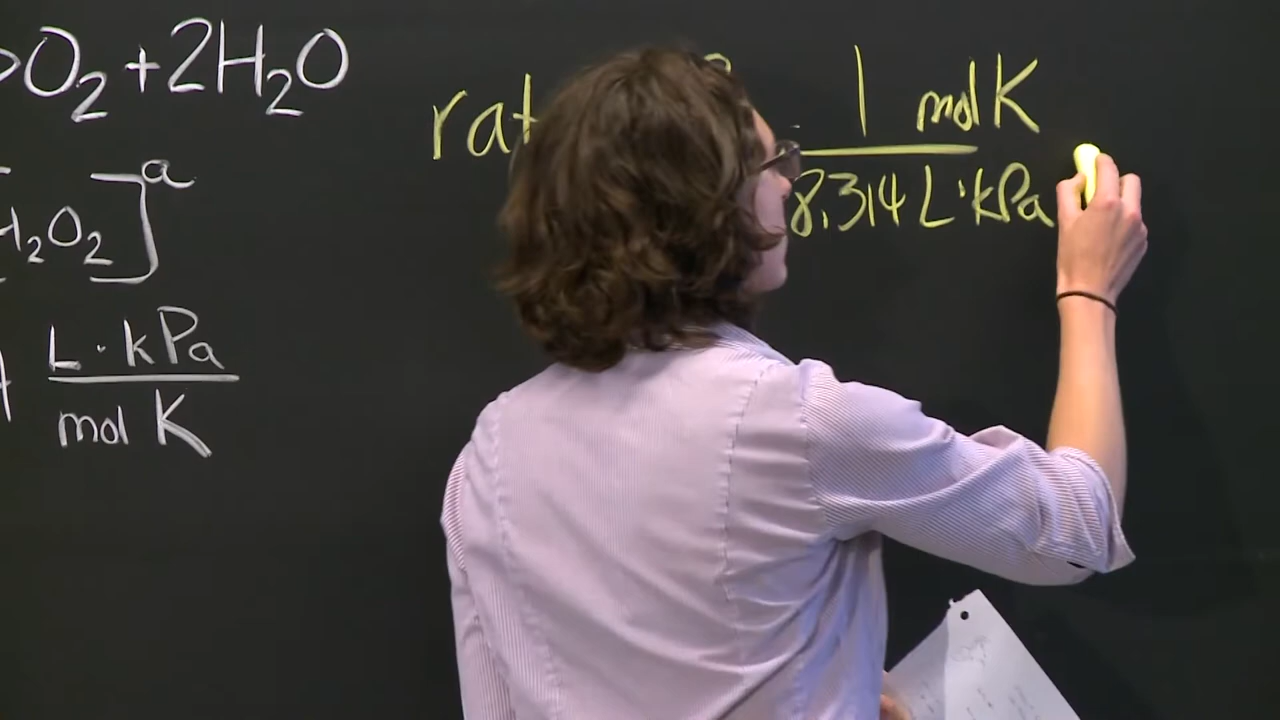 O₂ + 2H₂O
rat
1 mol K
8.314 L·kPa
]ᵃ
H₂O₂
L·kPa
mol K